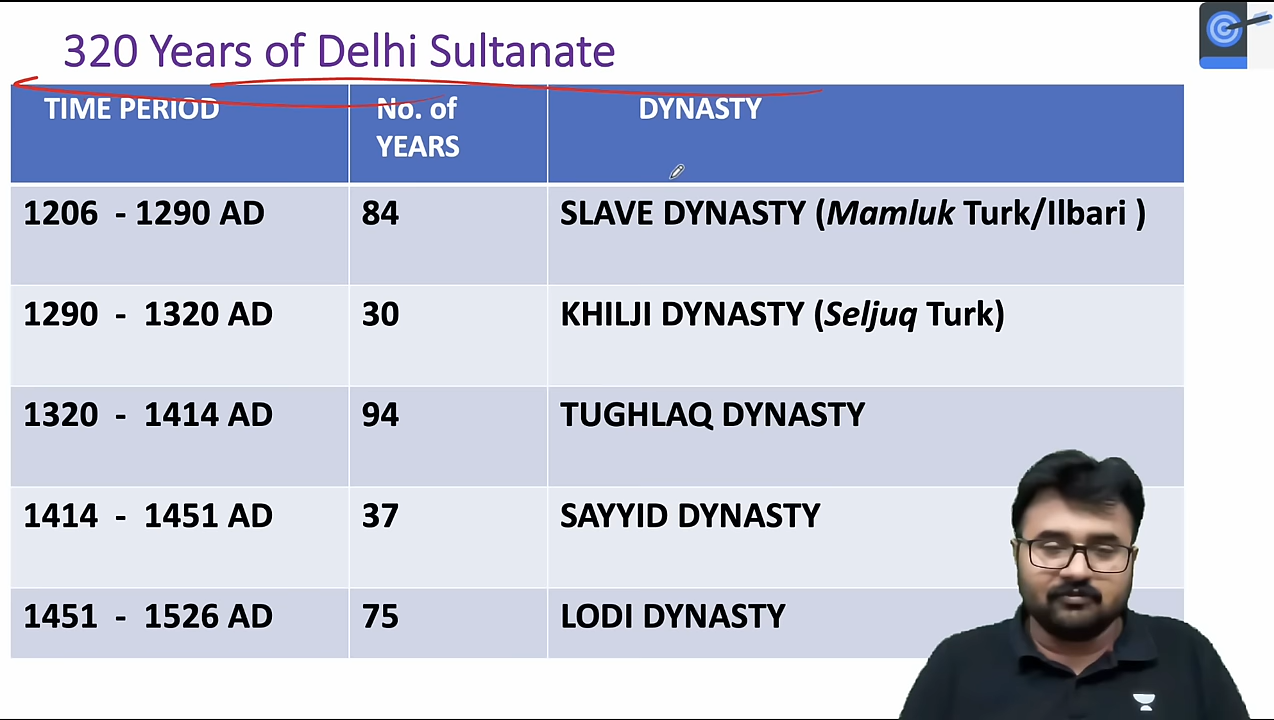 320 Years of Delhi Sultanate
TIME PERIOD No. of YEARS DYNASTY
1206 - 1290 AD 84 SLAVE DYNASTY (Mamluk Turk/Ilbari )
1290 - 1320 AD 30 KHILJI DYNASTY (Seljuq Turk)
1320 - 1414 AD 94 TUGHLAQ DYNASTY
1414 - 1451 AD 37 SAYYID DYNASTY
1451 - 1526 AD 75 LODI DYNASTY